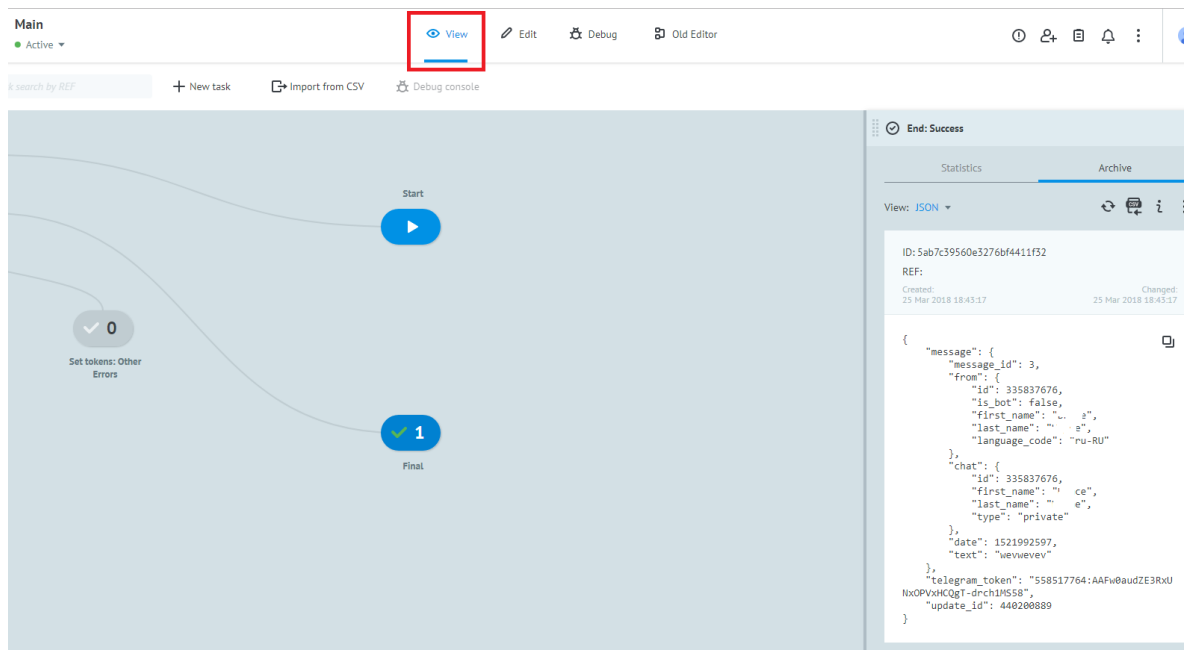 Main
Active
View
Edit
Debug
Old Editor
search by REF
New task
Import from CSV
Debug console
Start
0
Set tokens: Other
Errors
1
Final
End: Success
Statistics
Archive
View: JSON
CSV
ID: 5ab7c39560e3276bf4411f32
REF:
Created:
25 Mar 2018 18:43:17
Changed:
25 Mar 2018 18:43:17
{
"message": {
"message_id": 3,
"from": {
"id": 335837676,
"is_bot": false,
"first_name": "
"last_name": "
"language_code": "ru-RU"
},
"chat": {
"id": 335837676,
"first_name": "
"last_name": "
"type": "private"
},
"date": 1521992597,
"text": "wevwevev"
},
"telegram_token": "558517764:AAFw0audZE3RxU
NxOPVxHCQgT-drch1MS58",
"update_id": 440200889
}